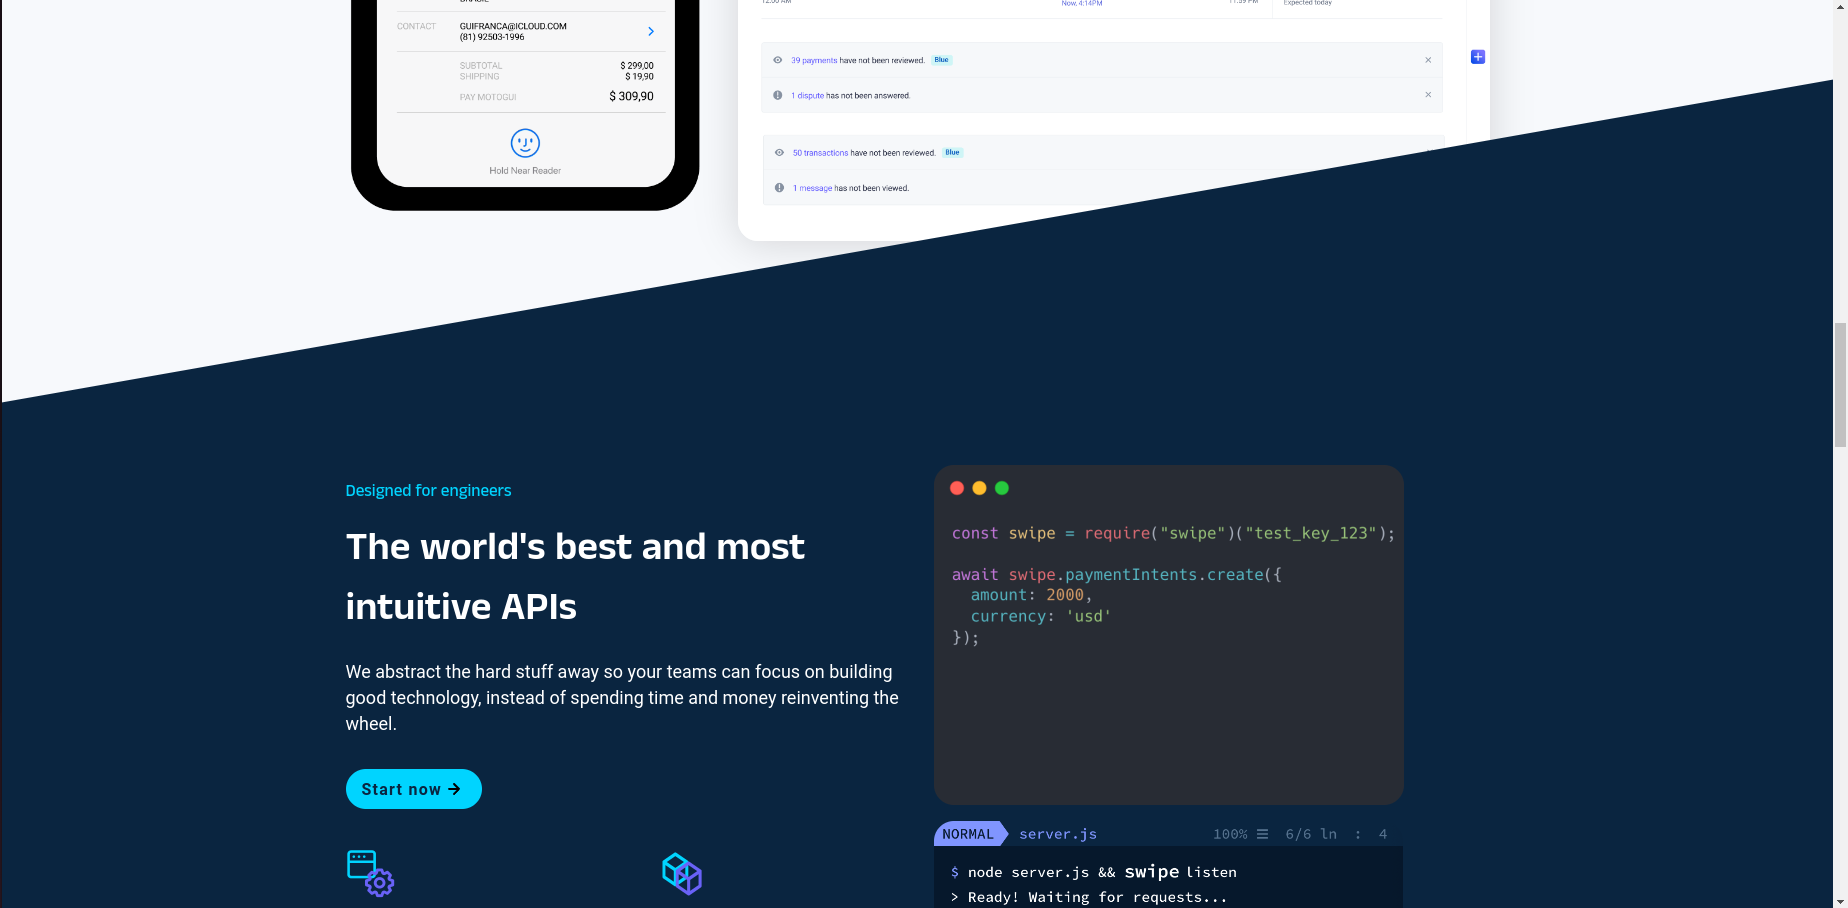 BRASIL
CONTACT
GUIFRANCA@ICLOUD.COM
(81) 92503-1996
SUBTOTAL $ 299,00
SHIPPING $ 19,90
PAY MOTOGUI $ 309,90
Hold Near Reader
12:00 AM
Now, 4:14PM
11:59 PM
Expected today
39 payments have not been reviewed. Blue
1 dispute has not been answered.
50 transactions have not been reviewed. Blue
1 message has not been viewed.
Designed for engineers
The world's best and most
intuitive APIs
We abstract the hard stuff away so your teams can focus on building
good technology, instead of spending time and money reinventing the
wheel.
Start now →
const swipe = require("swipe")("test_key_123");
await swipe.paymentIntents.create({
amount: 2000,
currency: 'usd'
});
NORMAL server.js 100% ☰ 6/6 ln : 4
$ node server.js && swipe listen
> Ready! Waiting for requests...